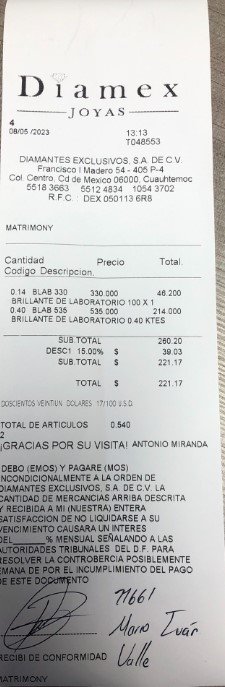 Diamex
JOYAS
4
08/05 /2023 13:13
T048553
DIAMANTES EXCLUSIVOS, S.A. DE C.V.
Francisco I Madero 54 - 405 P-4
Col. Centro, Cd de Mexico 06000, Cuauhtemoc
5518 3663 5512 4834 1054 3702
R.F.C. : DEX 050113 6R8
MATRIMONY
Cantidad Precio Total.
Codigo Descripcion.
0.14 BLAB 330 330.000 46.200
BRILLANTE DE LABORATORIO 100 X 1
0.40 BLAB 535 535.000 214.000
BRILLANTE DE LABORATORIO 0.40 KTES
SUB.TOTAL 260.20
DESC1 15.00% $ 39.03
SUB.TOTAL $ 221.17
TOTAL $ 221.17
DOSCIENTOS VEINTIUN DOLARES 17/100 U.S.D.
TOTAL DE ARTICULOS 0.540
2
¡GRACIAS POR SU VISITA! ANTONIO MIRANDA
DEBO (EMOS) Y PAGARE (MOS)
INCONDICIONALMENTE A LA ORDEN DE
DIAMANTES EXCLUSIVOS, S.A. DE C.V. LA
CANTIDAD DE MERCANCIAS ARRIBA DESCRITA
Y RECIBIDA A MI (NUESTRA) ENTERA
SATISFACCION DE NO LIQUIDARSE A SU
VENCIMIENTO CAUSARA UN INTERES
DEL______% MENSUAL SEÑALANDO A LAS
AUTORIDADES TRIBUNALES DEL D.F. PARA
RESOLVER LA CONTROBERCIA POSIBLEMENTE
EMANA DE POR EL INCUMPLIMIENTO DEL PAGO
DE ESTE DOCUMENTO
71661
Mario Iván
Valle
RECIBI DE CONFORMIDAD
MATRIMONY